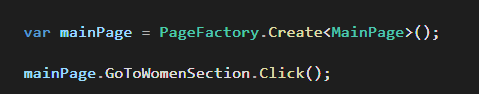 var mainPage = PageFactory.Create<MainPage>();
mainPage.GoToWomenSection.Click();